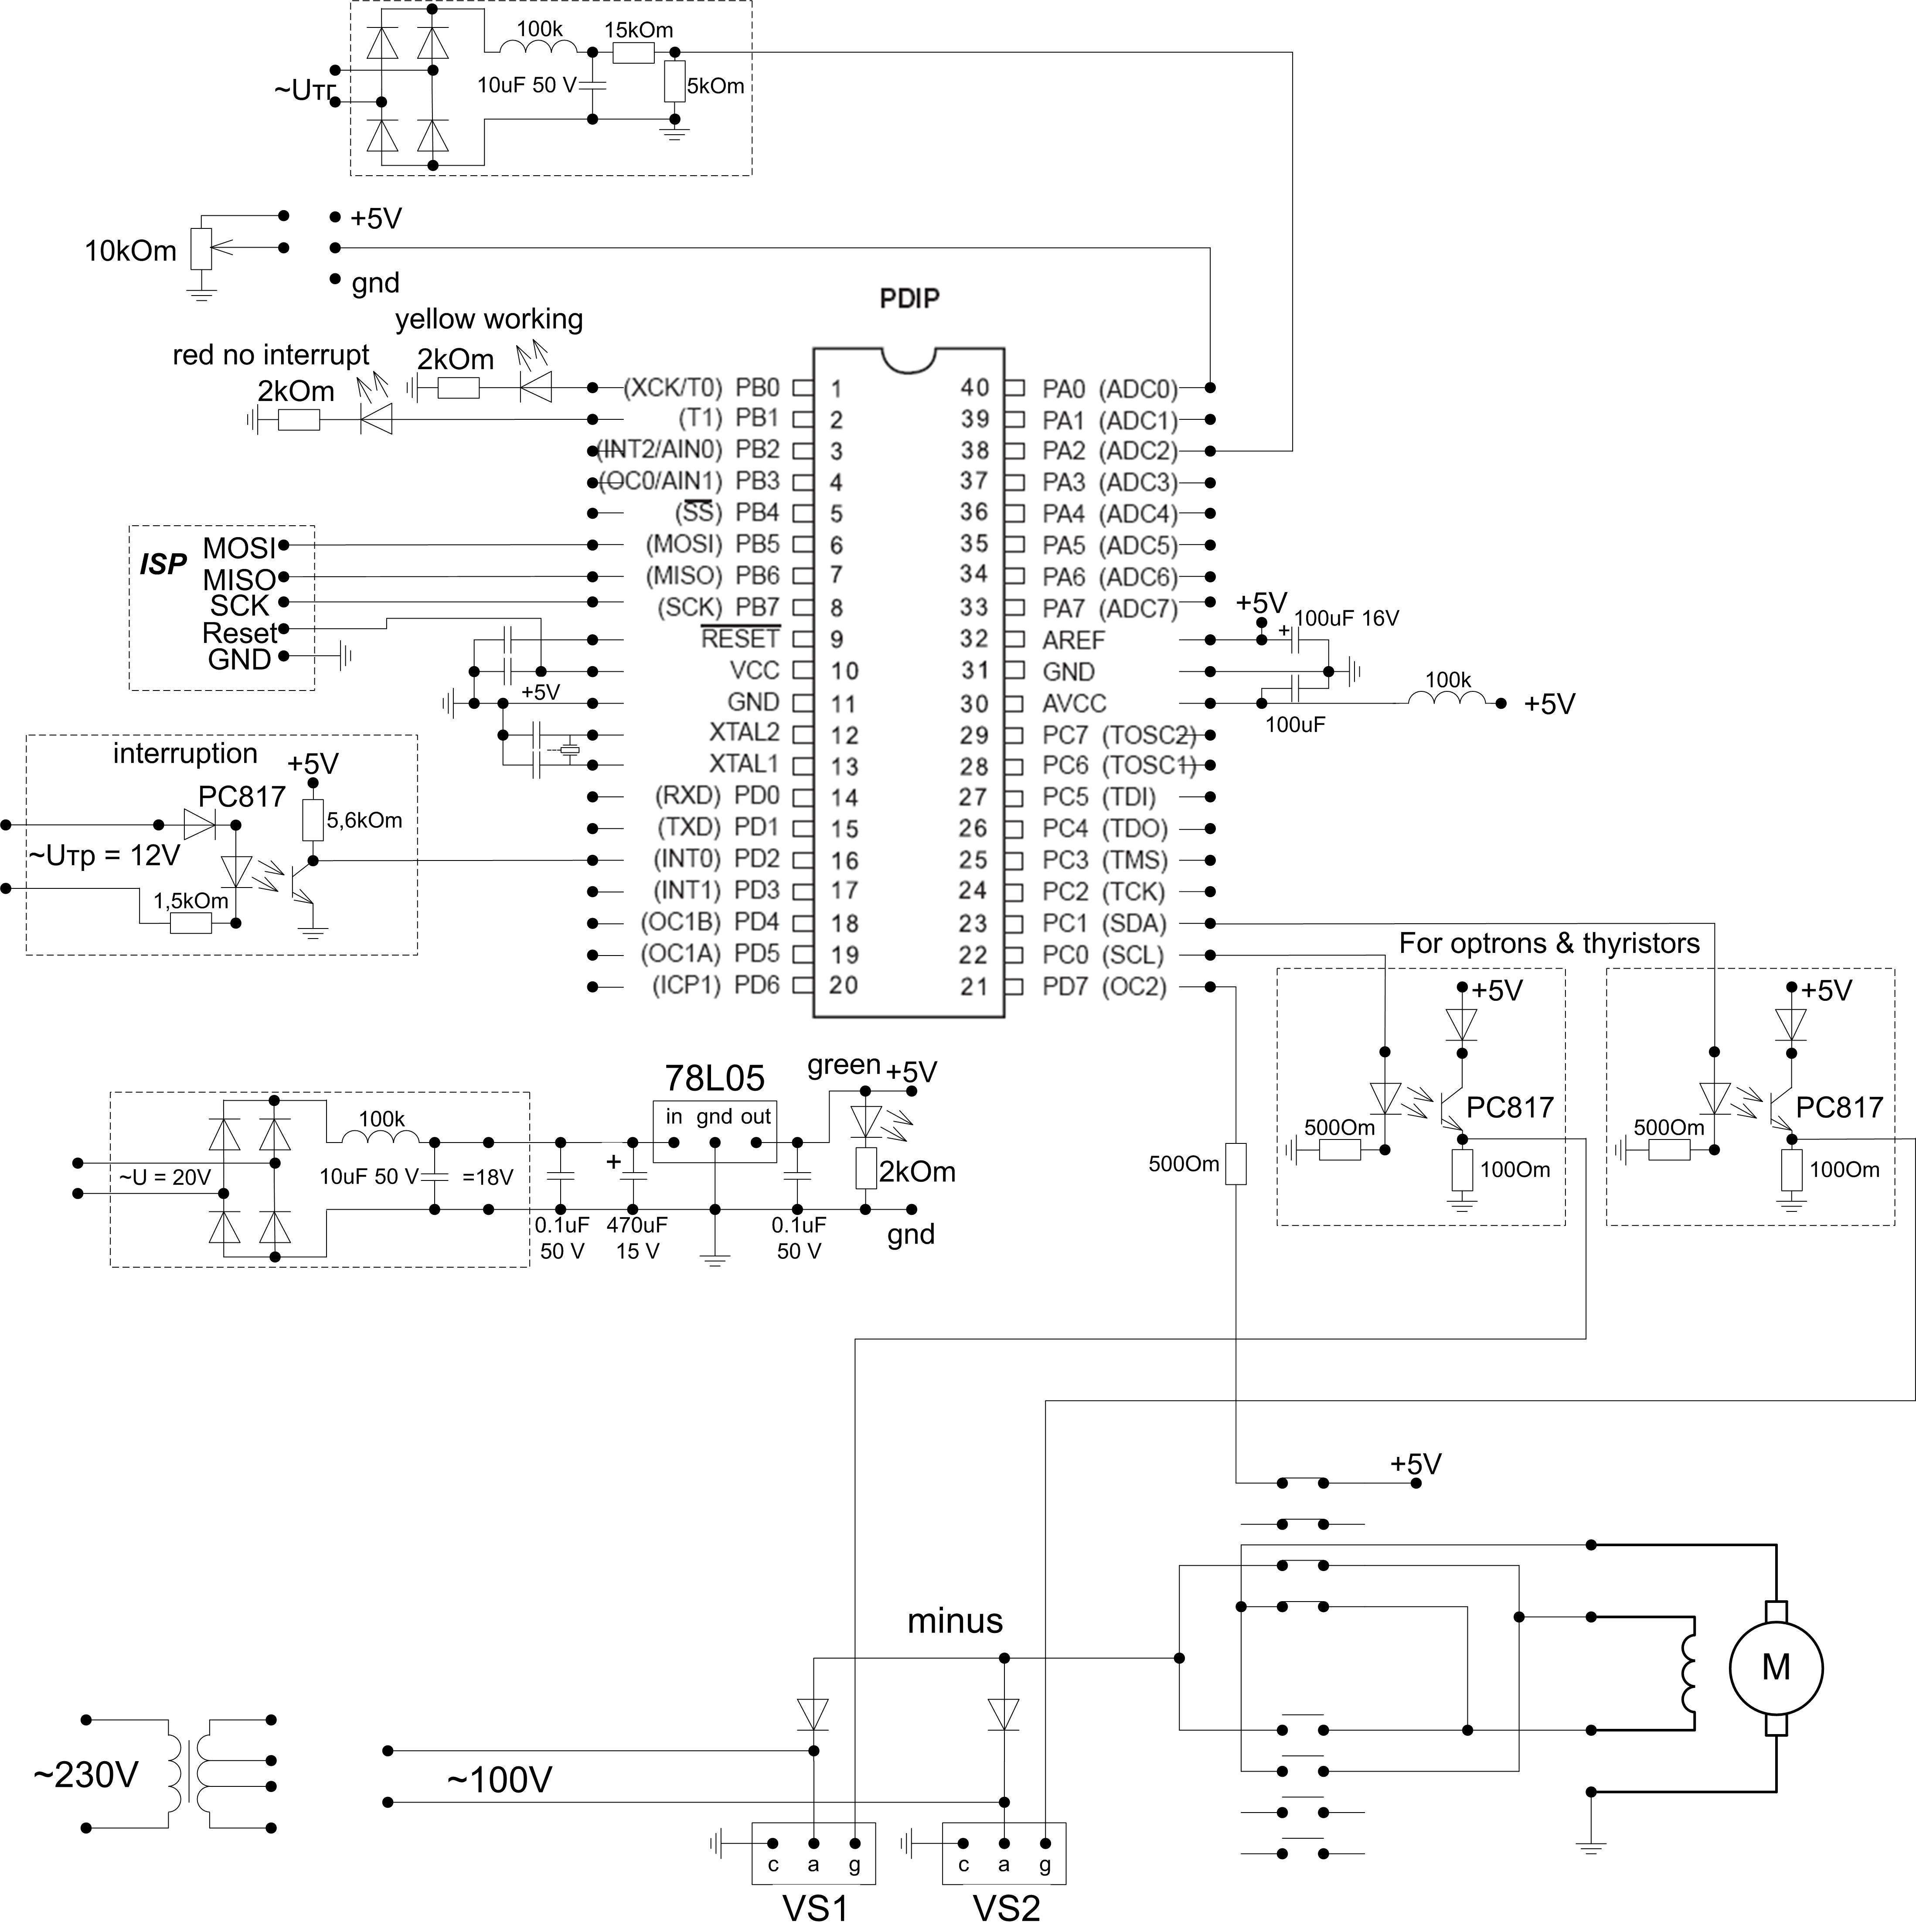 100k
15kOm
10uF 50 V
5kOm
~Uтг
+5V
10kOm
gnd
PDIP
yellow working
2kOm
red no interrupt
2kOm
(XCK/T0) PB0 1 40 PA0 (ADC0)
(T1) PB1 2 39 PA1 (ADC1)
(INT2/AIN0) PB2 3 38 PA2 (ADC2)
(OC0/AIN1) PB3 4 37 PA3 (ADC3)
(SS) PB4 5 36 PA4 (ADC4)
(MOSI) PB5 6 35 PA5 (ADC5)
(MISO) PB6 7 34 PA6 (ADC6)
(SCK) PB7 8 33 PA7 (ADC7)
RESET 9 32 AREF
VCC 10 31 GND
GND 11 30 AVCC
XTAL2 12 29 PC7 (TOSC2)
XTAL1 13 28 PC6 (TOSC1)
(RXD) PD0 14 27 PC5 (TDI)
(TXD) PD1 15 26 PC4 (TDO)
(INT0) PD2 16 25 PC3 (TMS)
(INT1) PD3 17 24 PC2 (TCK)
(OC1B) PD4 18 23 PC1 (SDA)
(OC1A) PD5 19 22 PC0 (SCL)
(ICP1) PD6 20 21 PD7 (OC2)
ISP
MOSI
MISO
SCK
Reset
GND
+5V
+5V
+
100uF 16V
100uF
100k
+5V
interruption
+5V
PC817
5,6kOm
~Uтр = 12V
1,5kOm
For optrons & thyristors
+5V
PC817
500Om
100Om
+5V
PC817
500Om
100Om
500Om
~U = 20V
100k
10uF 50 V
=18V
0.1uF
50 V
+
470uF
15 V
78L05
in gnd out
0.1uF
50 V
green
+5V
2kOm
gnd
+5V
minus
M
~230V
~100V
c a g
VS1
c a g
VS2